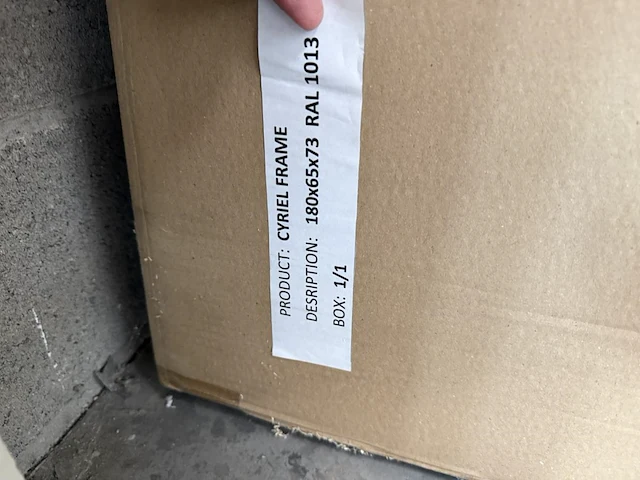 PRODUCT: CYRIEL FRAME
DESRIPTION: 180x65x73 RAL 1013
BOX: 1/1